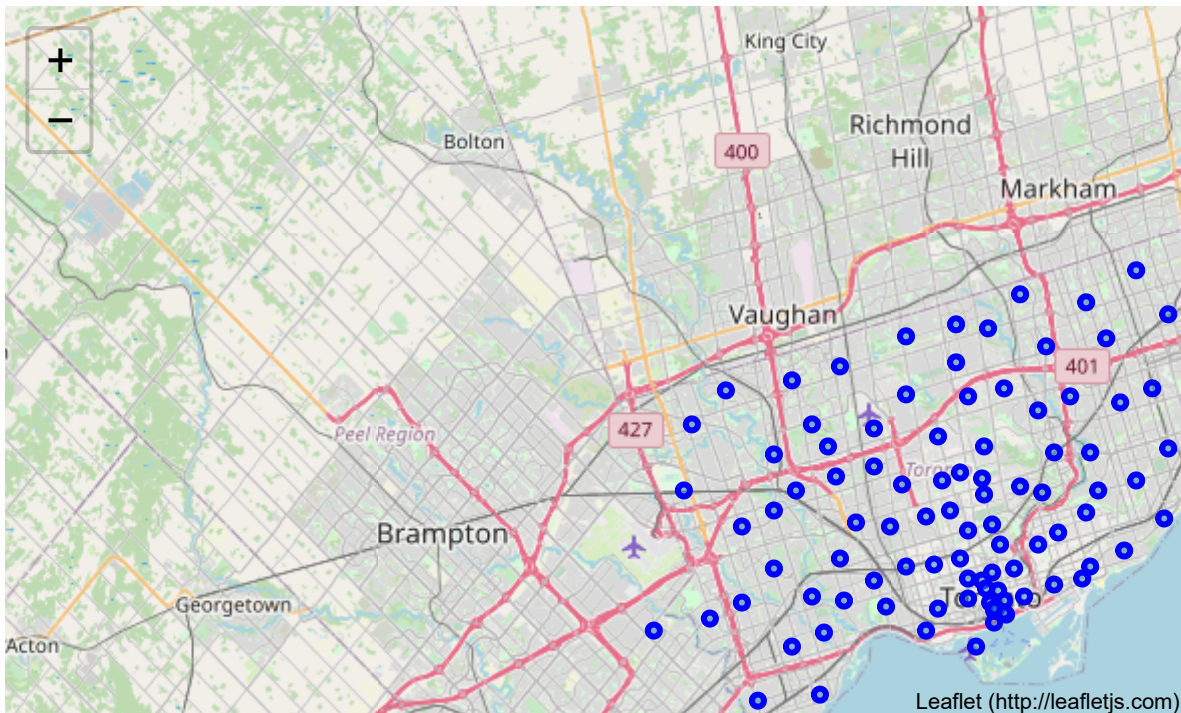 +
−
King City
Richmond
Hill
Bolton
400
Markham
Vaughan
401
427
Peel Region
Brampton
Georgetown
Acton
Leaflet (http://leafletjs.com)